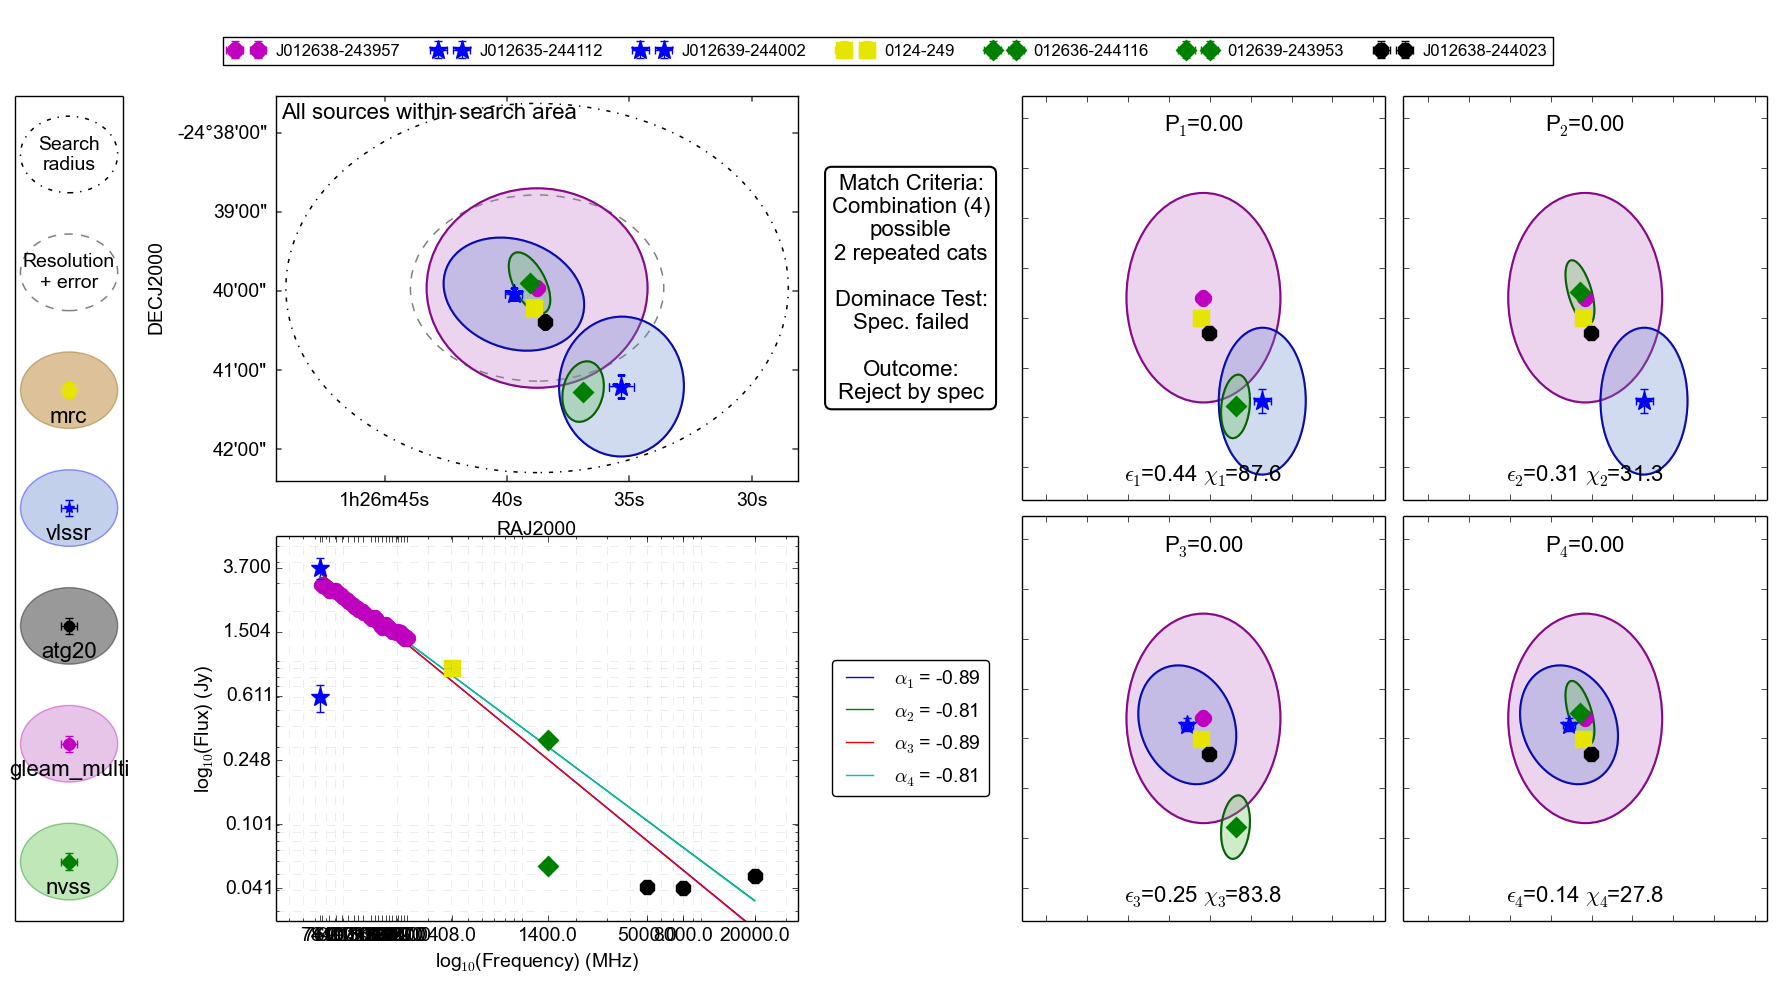 J012638-243957 J012635-244112 J012639-244002 0124-249 012636-244116 012639-243953 J012638-244023
Search
radius
Resolution
+ error
mrc
vlssr
atg20
gleam_multi
nvss
All sources within search area
DECJ2000
-24°38'00"
39'00"
40'00"
41'00"
42'00"
1h26m45s 40s 35s 30s
RAJ2000
Match Criteria:
Combination (4)
possible
2 repeated cats
Dominace Test:
Spec. failed
Outcome:
Reject by spec
P1=0.00
ϵ1=0.44 χ1=87.6
P2=0.00
ϵ2=0.31 χ2=31.3
log10(Flux) (Jy)
3.700
1.504
0.611
0.248
0.101
0.041
408.0 1400.0 5000.0 8000.0 20000.0
log10(Frequency) (MHz)
α1 = -0.89
α2 = -0.81
α3 = -0.89
α4 = -0.81
P3=0.00
ϵ3=0.25 χ3=83.8
P4=0.00
ϵ4=0.14 χ4=27.8